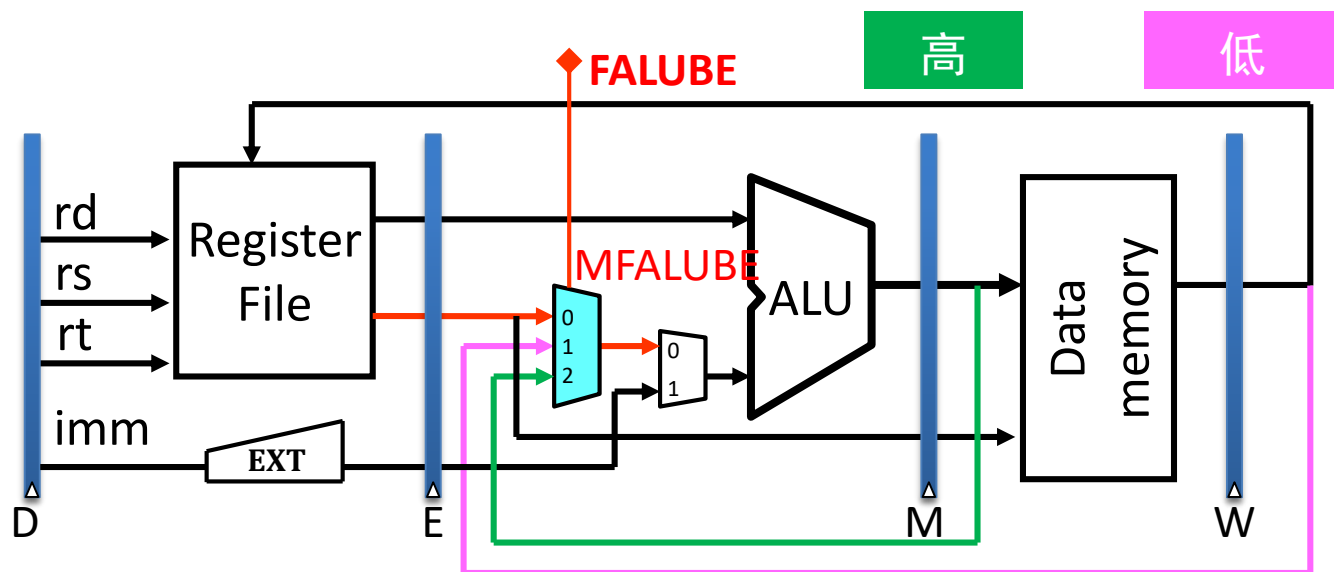 高
低
FALUBE
rd
rs
rt
imm
Register
File
EXT
MFALUBE
0
1
2
0
1
ALU
Data
memory
D
E
M
W